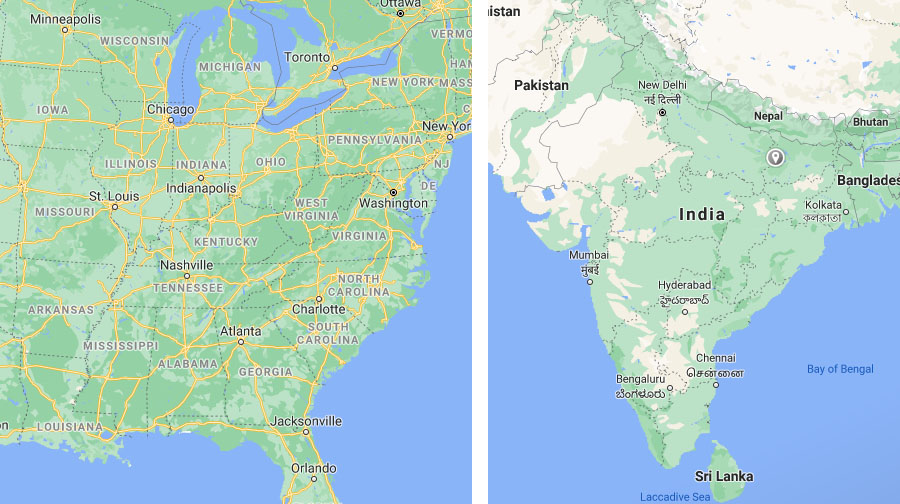 Ottawa
Minneapolis
WISCONSIN
VERMO
Toronto
MICHIGAN
HAM
NEW YORK
MASS
IOWA
Chicago
C
New Yor
PENNSYLVANIA
ILLINOIS
INDIANA
OHIO
NJ
Indianapolis
DE
St. Louis
Washington
MISSOURI
WEST
VIRGINIA
VIRGINIA
KENTUCKY
Nashville
TENNESSEE
NORTH
CAROLINA
ARKANSAS
Charlotte
Atlanta
SOUTH
CAROLINA
MISSISSIPPI
ALABAMA
GEORGIA
on
LOUISIANA
Jacksonville
Orlando
istan
Pakistan
New Delhi
नई दिल्ली
Nepal
Bhutan
Banglades
India
Kolkata
কলকাতা
Mumbai
मुंबई
Hyderabad
హైదరాబాద్
Chennai
சென்னை
Bengaluru
ಬೆಂಗಳೂರು
Bay of Bengal
Sri Lanka
Laccadive Sea